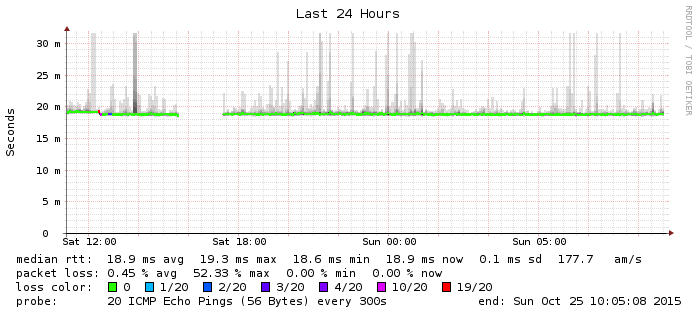 Last 24 Hours
RRDTOOL / TOBI OETIKER
Seconds
30 m
25 m
20 m
15 m
10 m
5 m
0
Sat 12:00 Sat 18:00 Sun 00:00 Sun 05:00
median rtt: 18.9 ms avg 19.3 ms max 18.6 ms min 18.9 ms now 0.1 ms sd 177.7 am/s
packet loss: 0.45 % avg 52.33 % max 0.00 % min 0.00 % now
loss color: 0 1/20 2/20 3/20 4/20 10/20 19/20
probe: 20 ICMP Echo Pings (56 Bytes) every 300s end: Sun Oct 25 10:05:08 2015